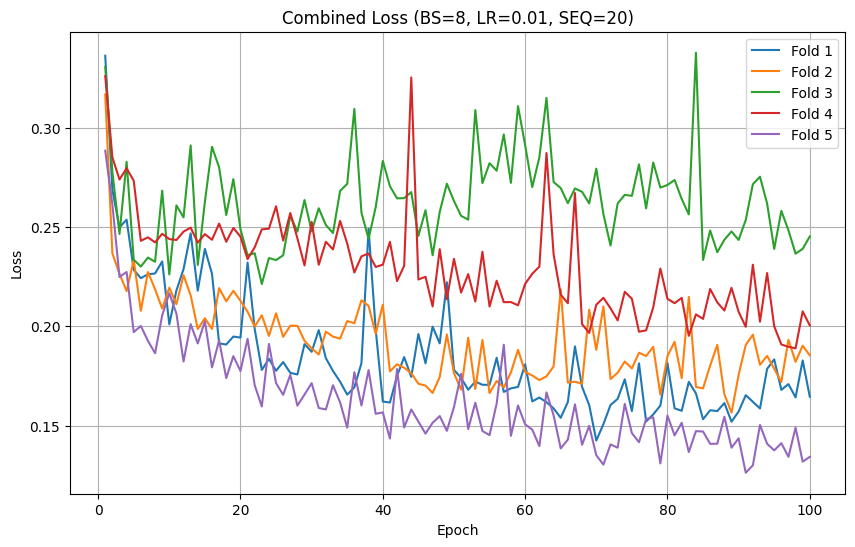 Combined Loss (BS=8, LR=0.01, SEQ=20)
Fold 1
Fold 2
Fold 3
Fold 4
Fold 5
Loss
0.30
0.25
0.20
0.15
0
20
40
60
80
100
Epoch